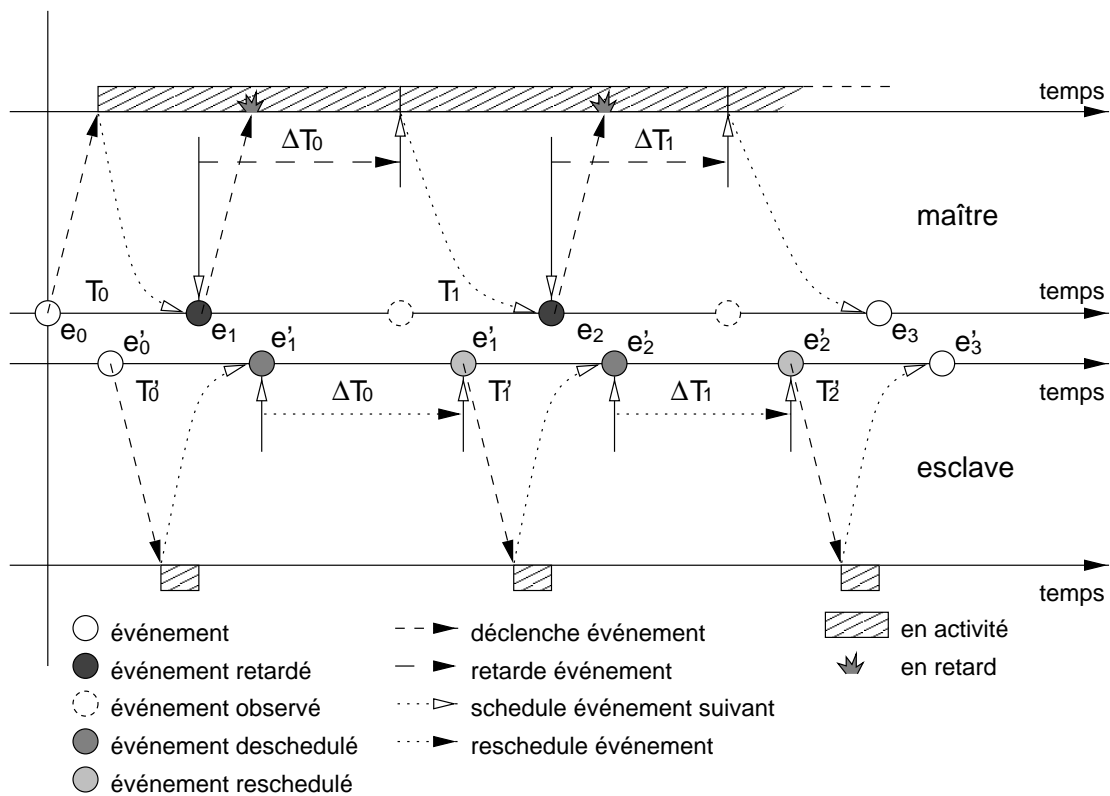 temps
ΔT0
ΔT1
maître
T0
T1
temps
e0
e1
e2
e3
e'0
e'1
e'1
e'2
e'2
e'3
T'0
ΔT0
T'1
ΔT1
T'2
temps
esclave
temps
événement
déclenche événement
en activité
événement retardé
retarde événement
en retard
événement observé
schedule événement suivant
événement deschedulé
reschedule événement
événement reschedulé